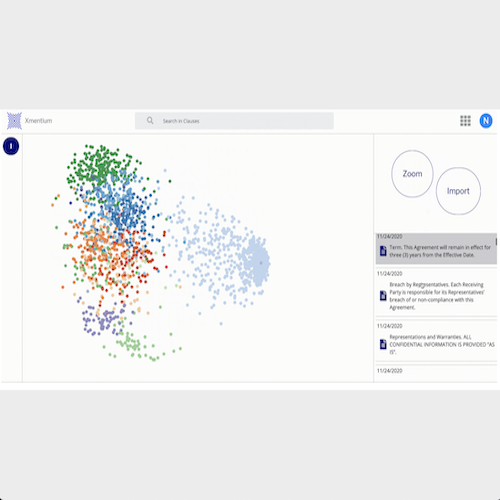 Xmentium
Search in Clauses
N
I
Zoom
Import
11/24/2020
Term. This Agreement will remain in effect for
three (3) years from the Effective Date.
11/24/2020
Breach by Representatives. Each Receiving
Party is responsible for its Representatives'
breach of or non-compliance with this
Agreement.
11/24/2020
Representations and Warranties. ALL
CONFIDENTIAL INFORMATION IS PROVIDED "AS
IS".
11/24/2020